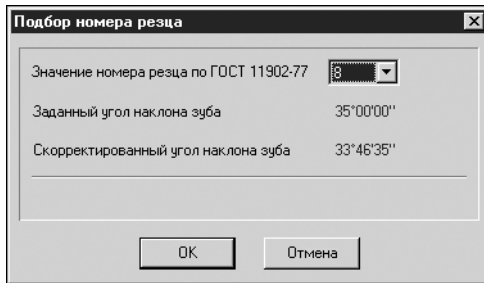 Подбор номера резца
Значение номера резца по ГОСТ 11902-77 8
Заданный угол наклона зуба 35°00'00''
Скорректированный угол наклона зуба 33°46'35''
OK Отмена